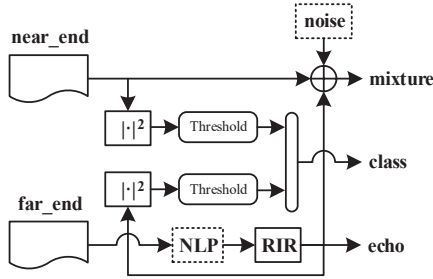 noise
near_end
mixture
|·|² Threshold
class
|·|² Threshold
far_end
NLP RIR echo